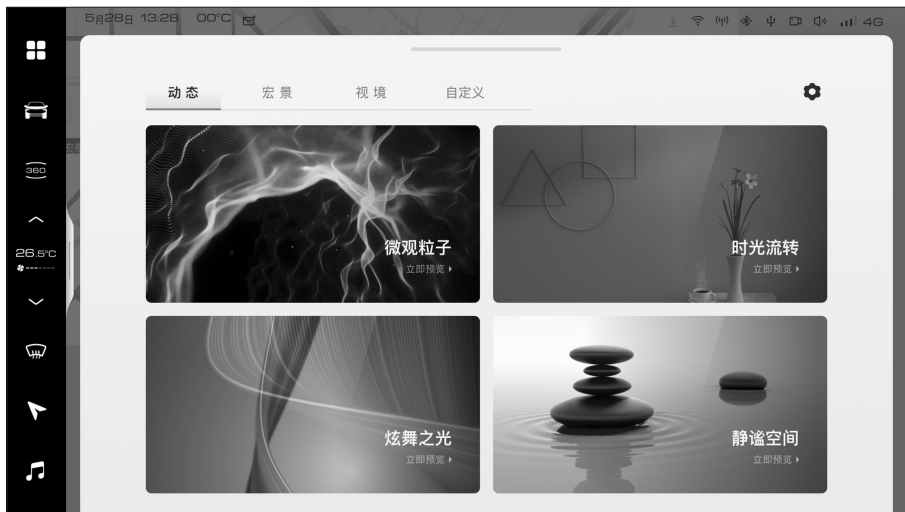 5月28日 13:28 00°C
4G
动态 宏景 视境 自定义
360
26.5°C
微观粒子
立即预览
时光流转
立即预览
炫舞之光
立即预览
静谧空间
立即预览